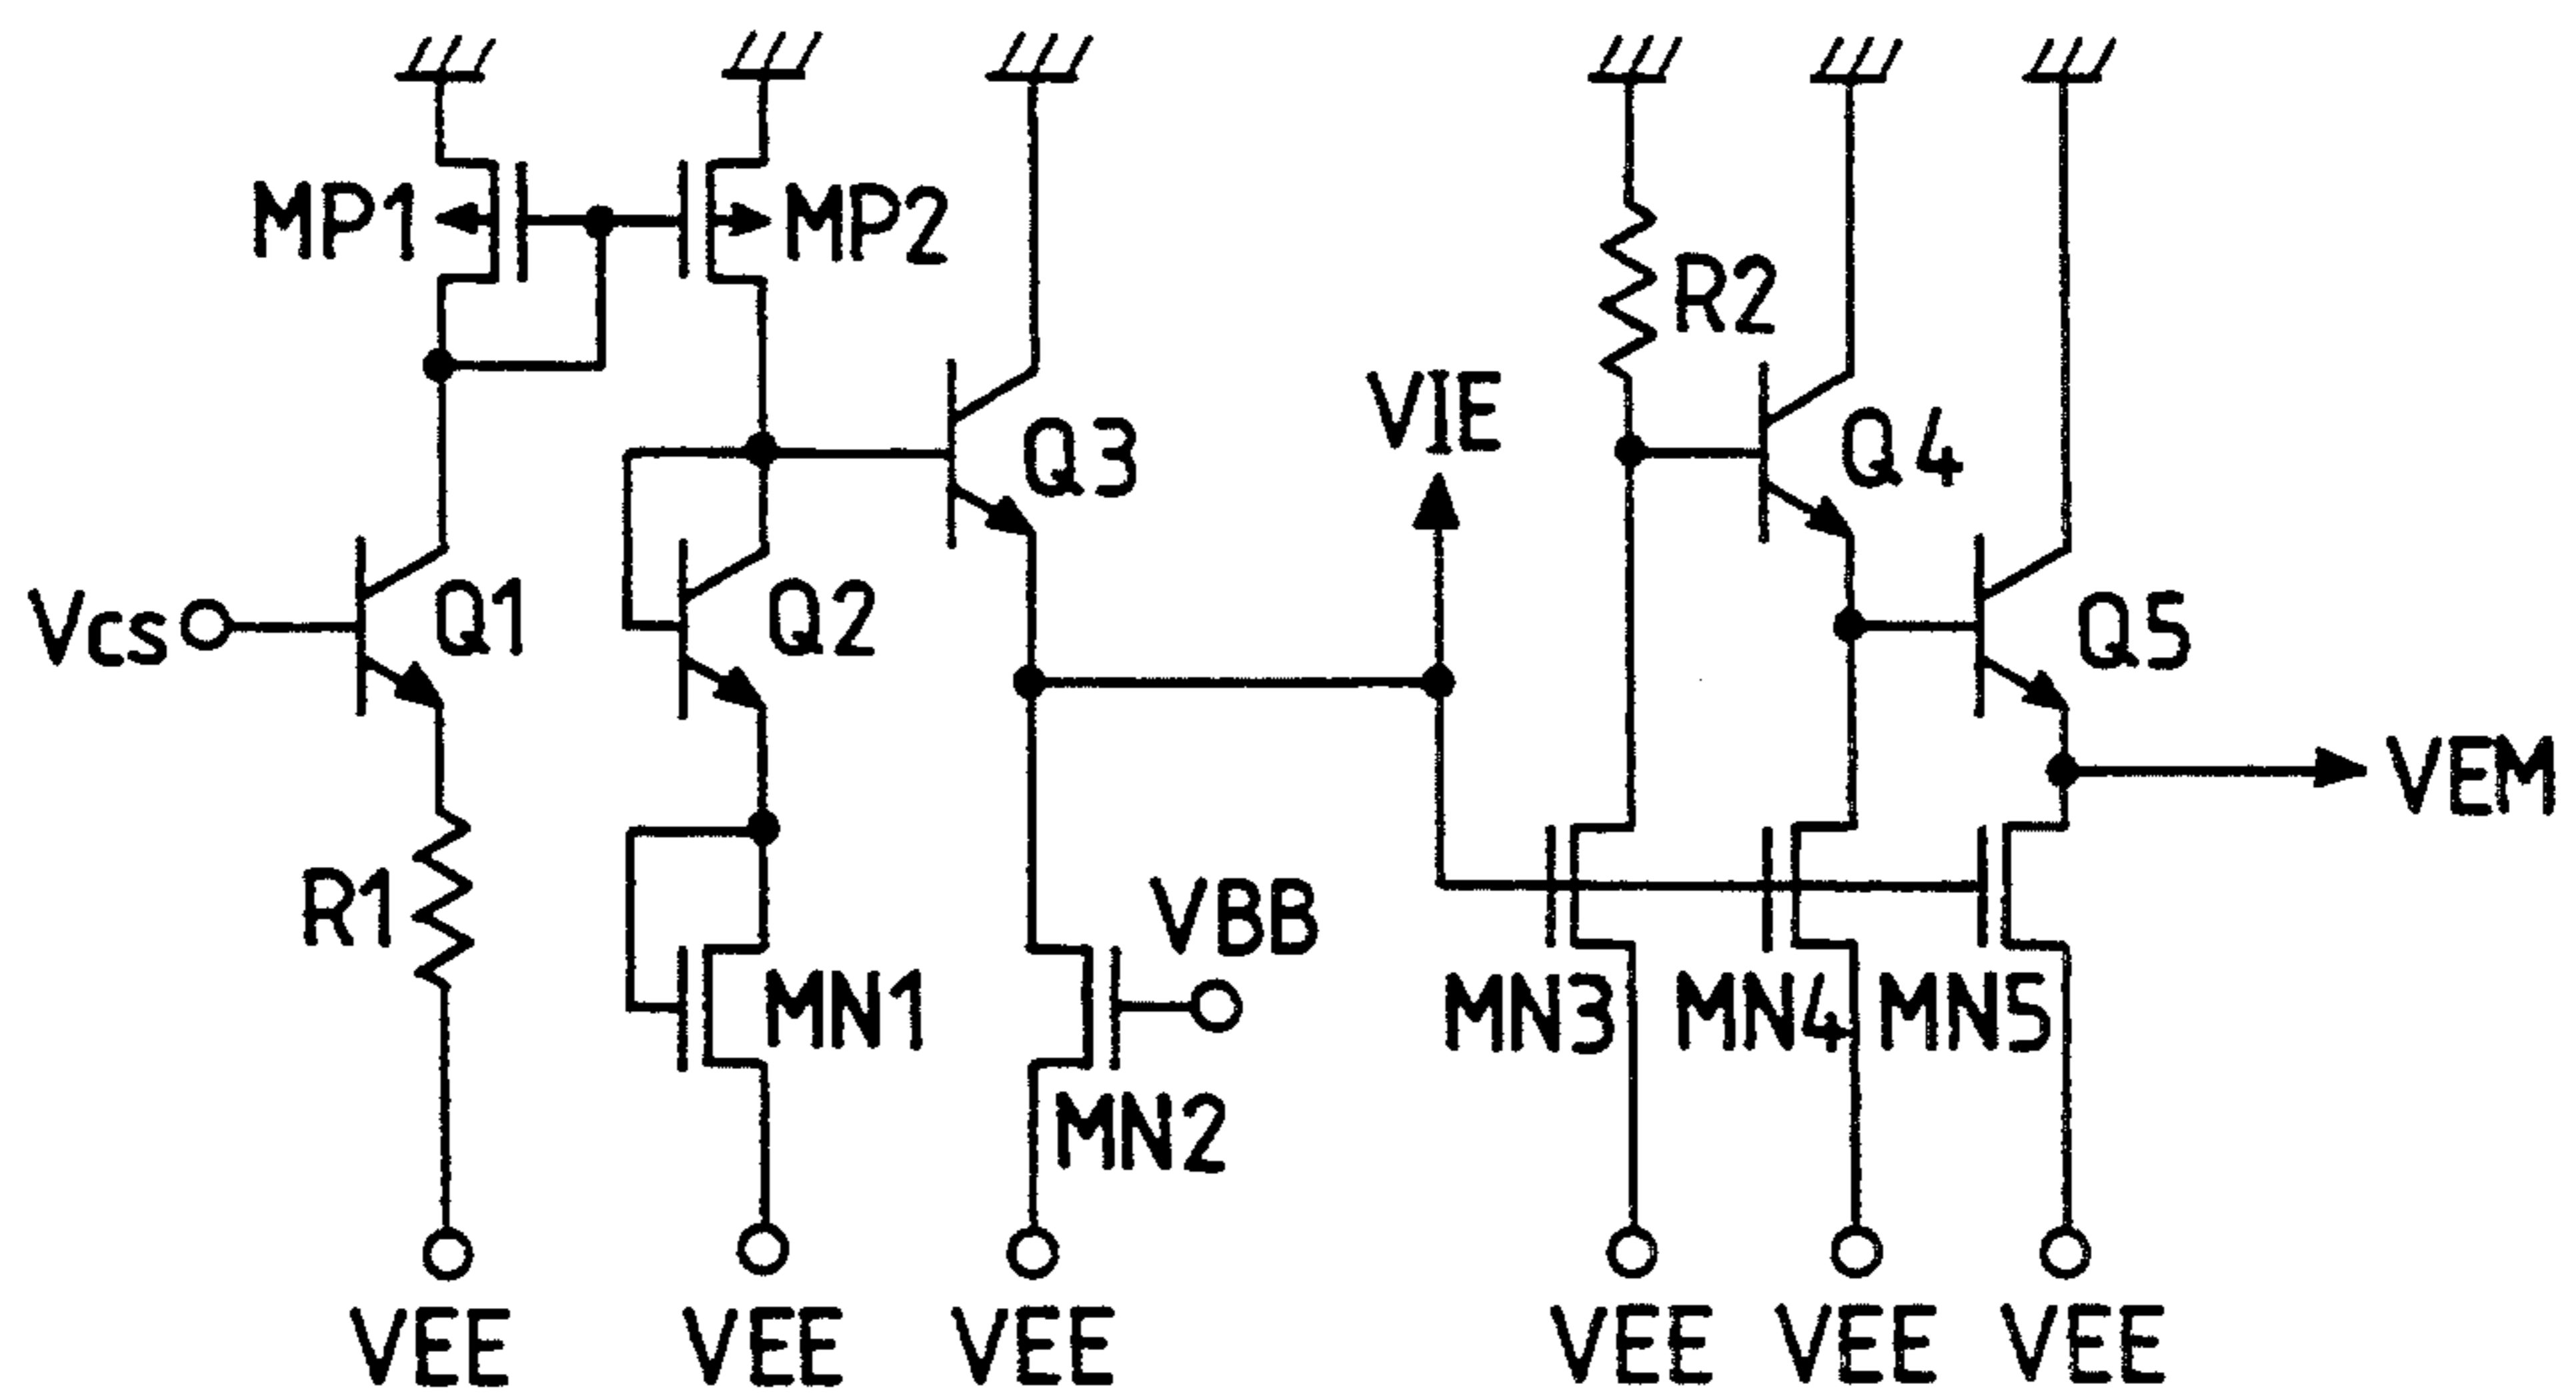 MP1 MP2
R2
VIE
Q3 Q4
Vcs Q1 Q2 Q5
VEM
R1 VBB
MN1 MN3 MN4 MN5
MN2
VEE VEE VEE VEE VEE VEE